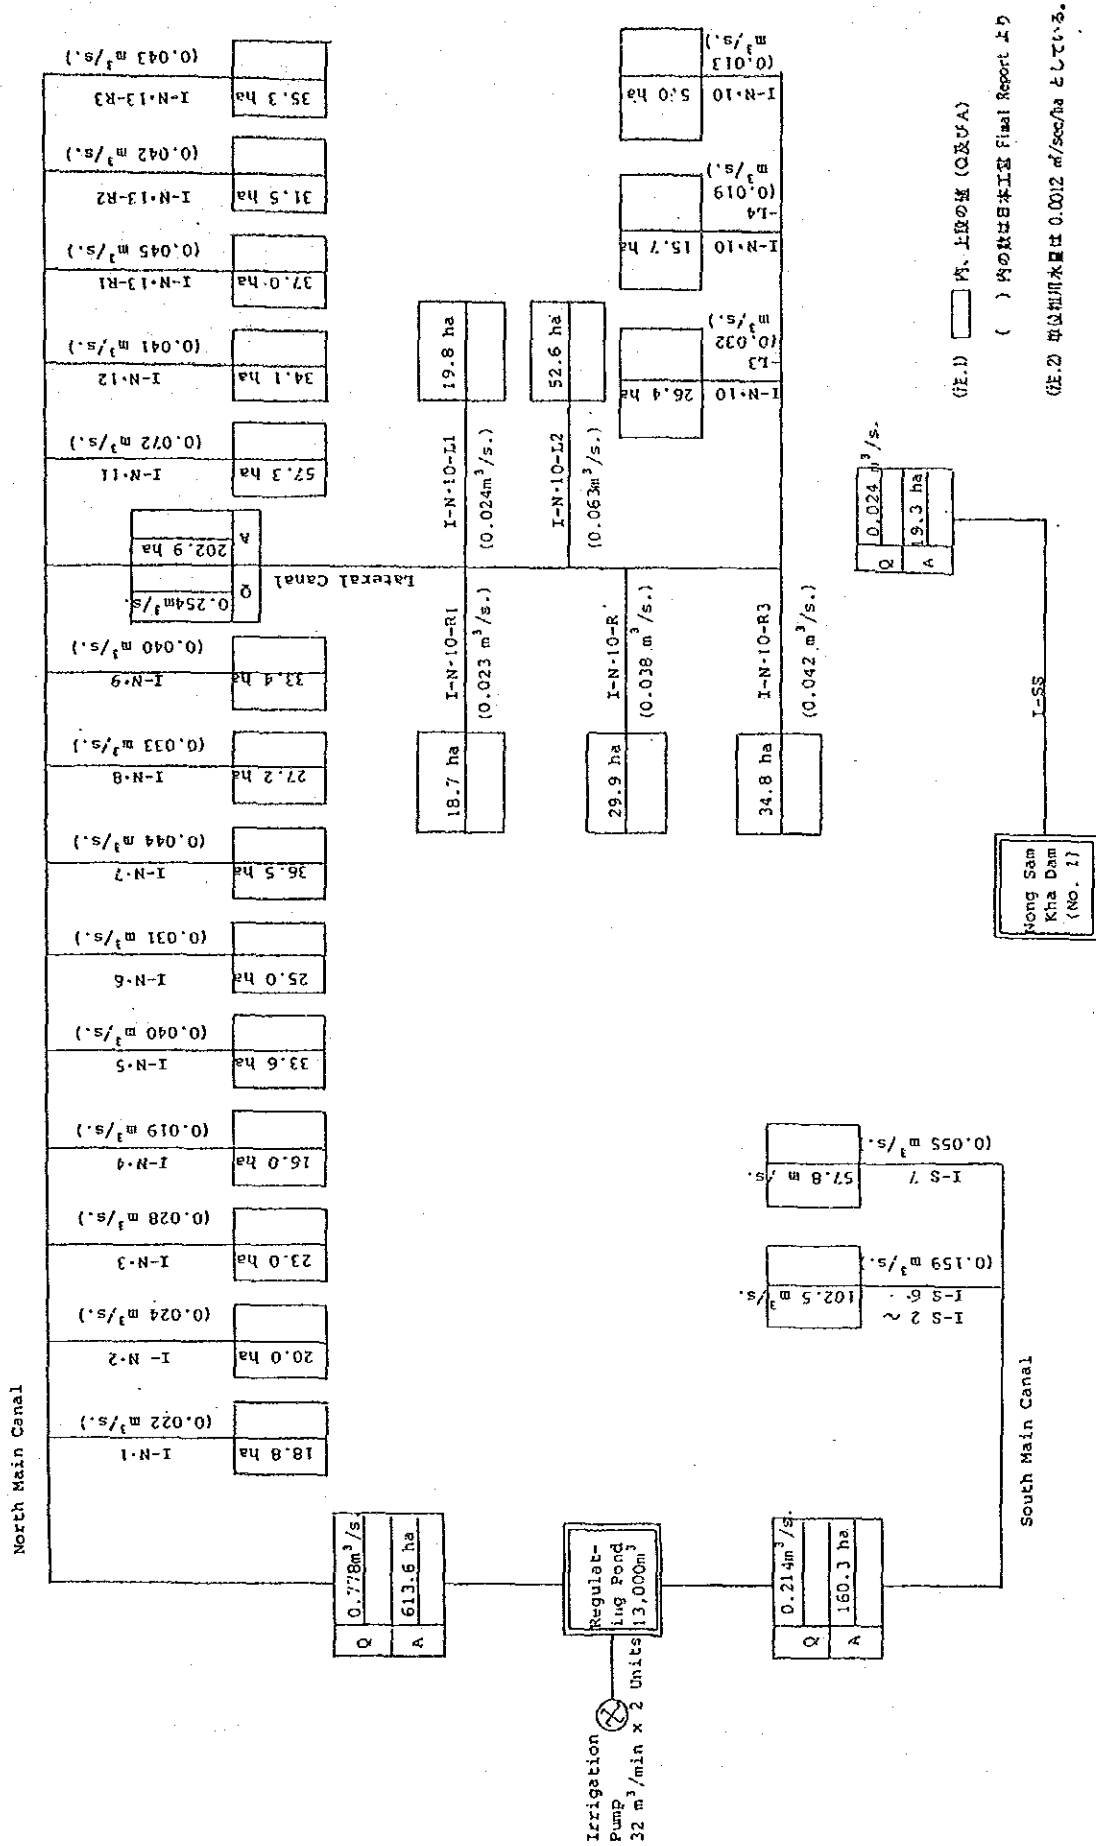 North Main Canal
I-N·1
(0.022 m³/s.)
18.8 ha
I-N·2
(0.024 m³/s.)
20.0 ha
I-N·3
(0.028 m³/s.)
23.0 ha
I-N·4
(0.019 m³/s.)
16.0 ha
I-N·5
(0.040 m³/s.)
33.6 ha
I-N·6
(0.031 m³/s.)
25.0 ha
I-N·7
(0.044 m³/s.)
36.5 ha
I-N·8
(0.033 m³/s.)
27.2 ha
I-N·9
(0.040 m³/s.)
33.4 ha
Q
0.254m³/s.
A
202.9 ha
Lateral Canal
I-N·11
(0.072 m³/s.)
57.3 ha
I-N·12
(0.041 m³/s.)
34.1 ha
I-N·13-R1
(0.045 m³/s.)
37.0 ha
I-N·13-R2
(0.042 m³/s.)
31.5 ha
I-N·13-R3
(0.043 m³/s.)
35.3 ha
18.7 ha
I-N·10-R1
(0.023 m³/s.)
I-N·10-L1
(0.024m³/s.)
19.8 ha
I-N·10-L2
(0.063m³/s.)
52.6 ha
29.9 ha
I-N·10-R
(0.038 m³/s.)
34.8 ha
I-N·10-R3
(0.042 m³/s.)
I-N·10
-L3
(0.032
m³/s.)
26.4 ha
I-N·10
-L4
(0.019
m³/s.)
15.7 ha
I-N·10
(0.013
m³/s.)
5.0 ha
Q
0.778m³/s.
A
613.6 ha
Irrigation
Pump
32 m³/min x 2 Units
Regulat-
ing Pond
13,000m³
Q
0.214m³/s.
A
160.3 ha
South Main Canal
I-S 2 ~
I-S 6
(0.159 m³/s.)
102.5 m³/s.
I-S 7
(0.055 m³/s.)
57.8 m /s.
Nong Sam
Kha Dam
(No. 1)
I-SS
Q
0.024 m³/s.
A
19.3 ha
(注.1) 内、上段の値 (Q及びA)
( ) 内の数は日本工営 Final Report より
(注.2) 単位粗用水量は 0.0012 ㎥/sec/ha としている。